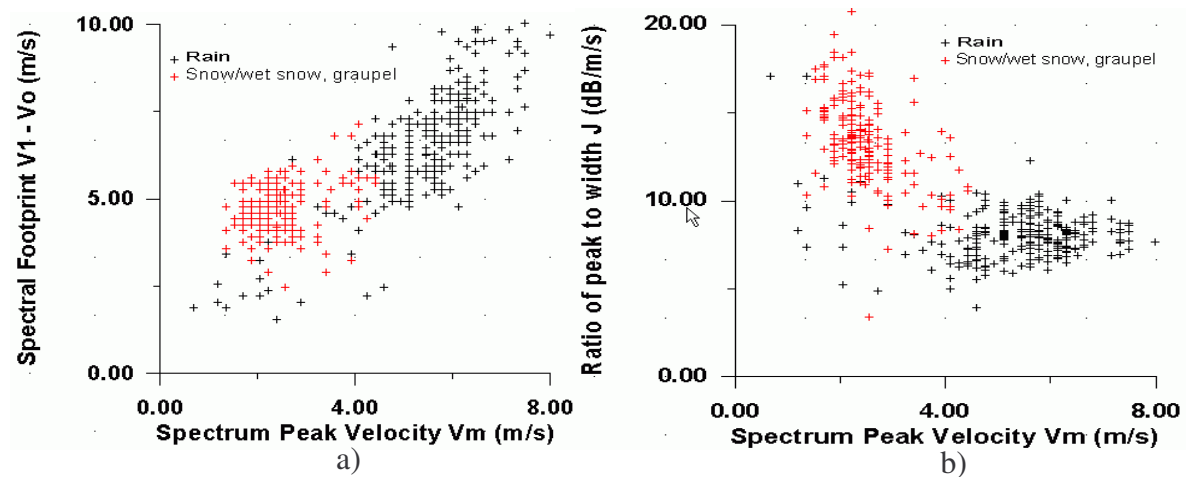 Spectral Footprint V1 - Vo (m/s)
10.00
5.00
0.00
Rain
Snow/wet snow, graupel
0.00
4.00
8.00
Spectrum Peak Velocity Vm (m/s)
a)
Ratio of peak to width J (dB/m/s)
20.00
10.00
0.00
Rain
Snow/wet snow, graupel
0.00
4.00
8.00
Spectrum Peak Velocity Vm (m/s)
b)